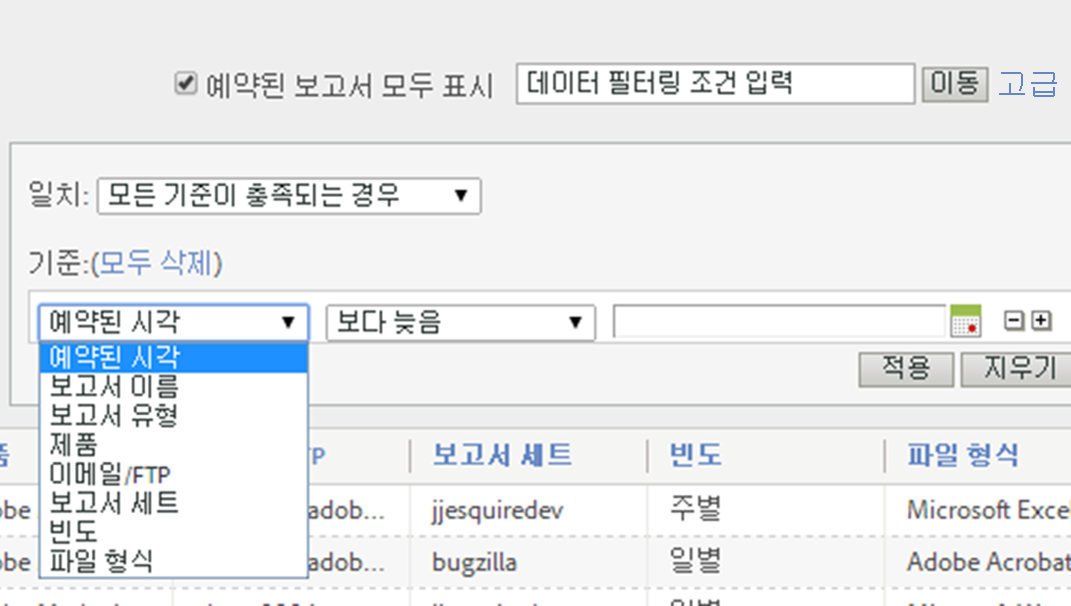 예약된 보고서 모두 표시 데이터 필터링 조건 입력 이동 고급
일치: 모든 기준이 충족되는 경우
기준:(모두 삭제)
예약된 시각 보다 늦음
예약된 시각
보고서 이름
보고서 유형
제품
이메일/FTP
보고서 세트
빈도
파일 형식
적용 지우기
품 TP 보고서 세트 빈도 파일 형식
obe adob... jjesquiredev 주별 Microsoft Excel
obe adob... bugzilla 일별 Adobe Acrobat